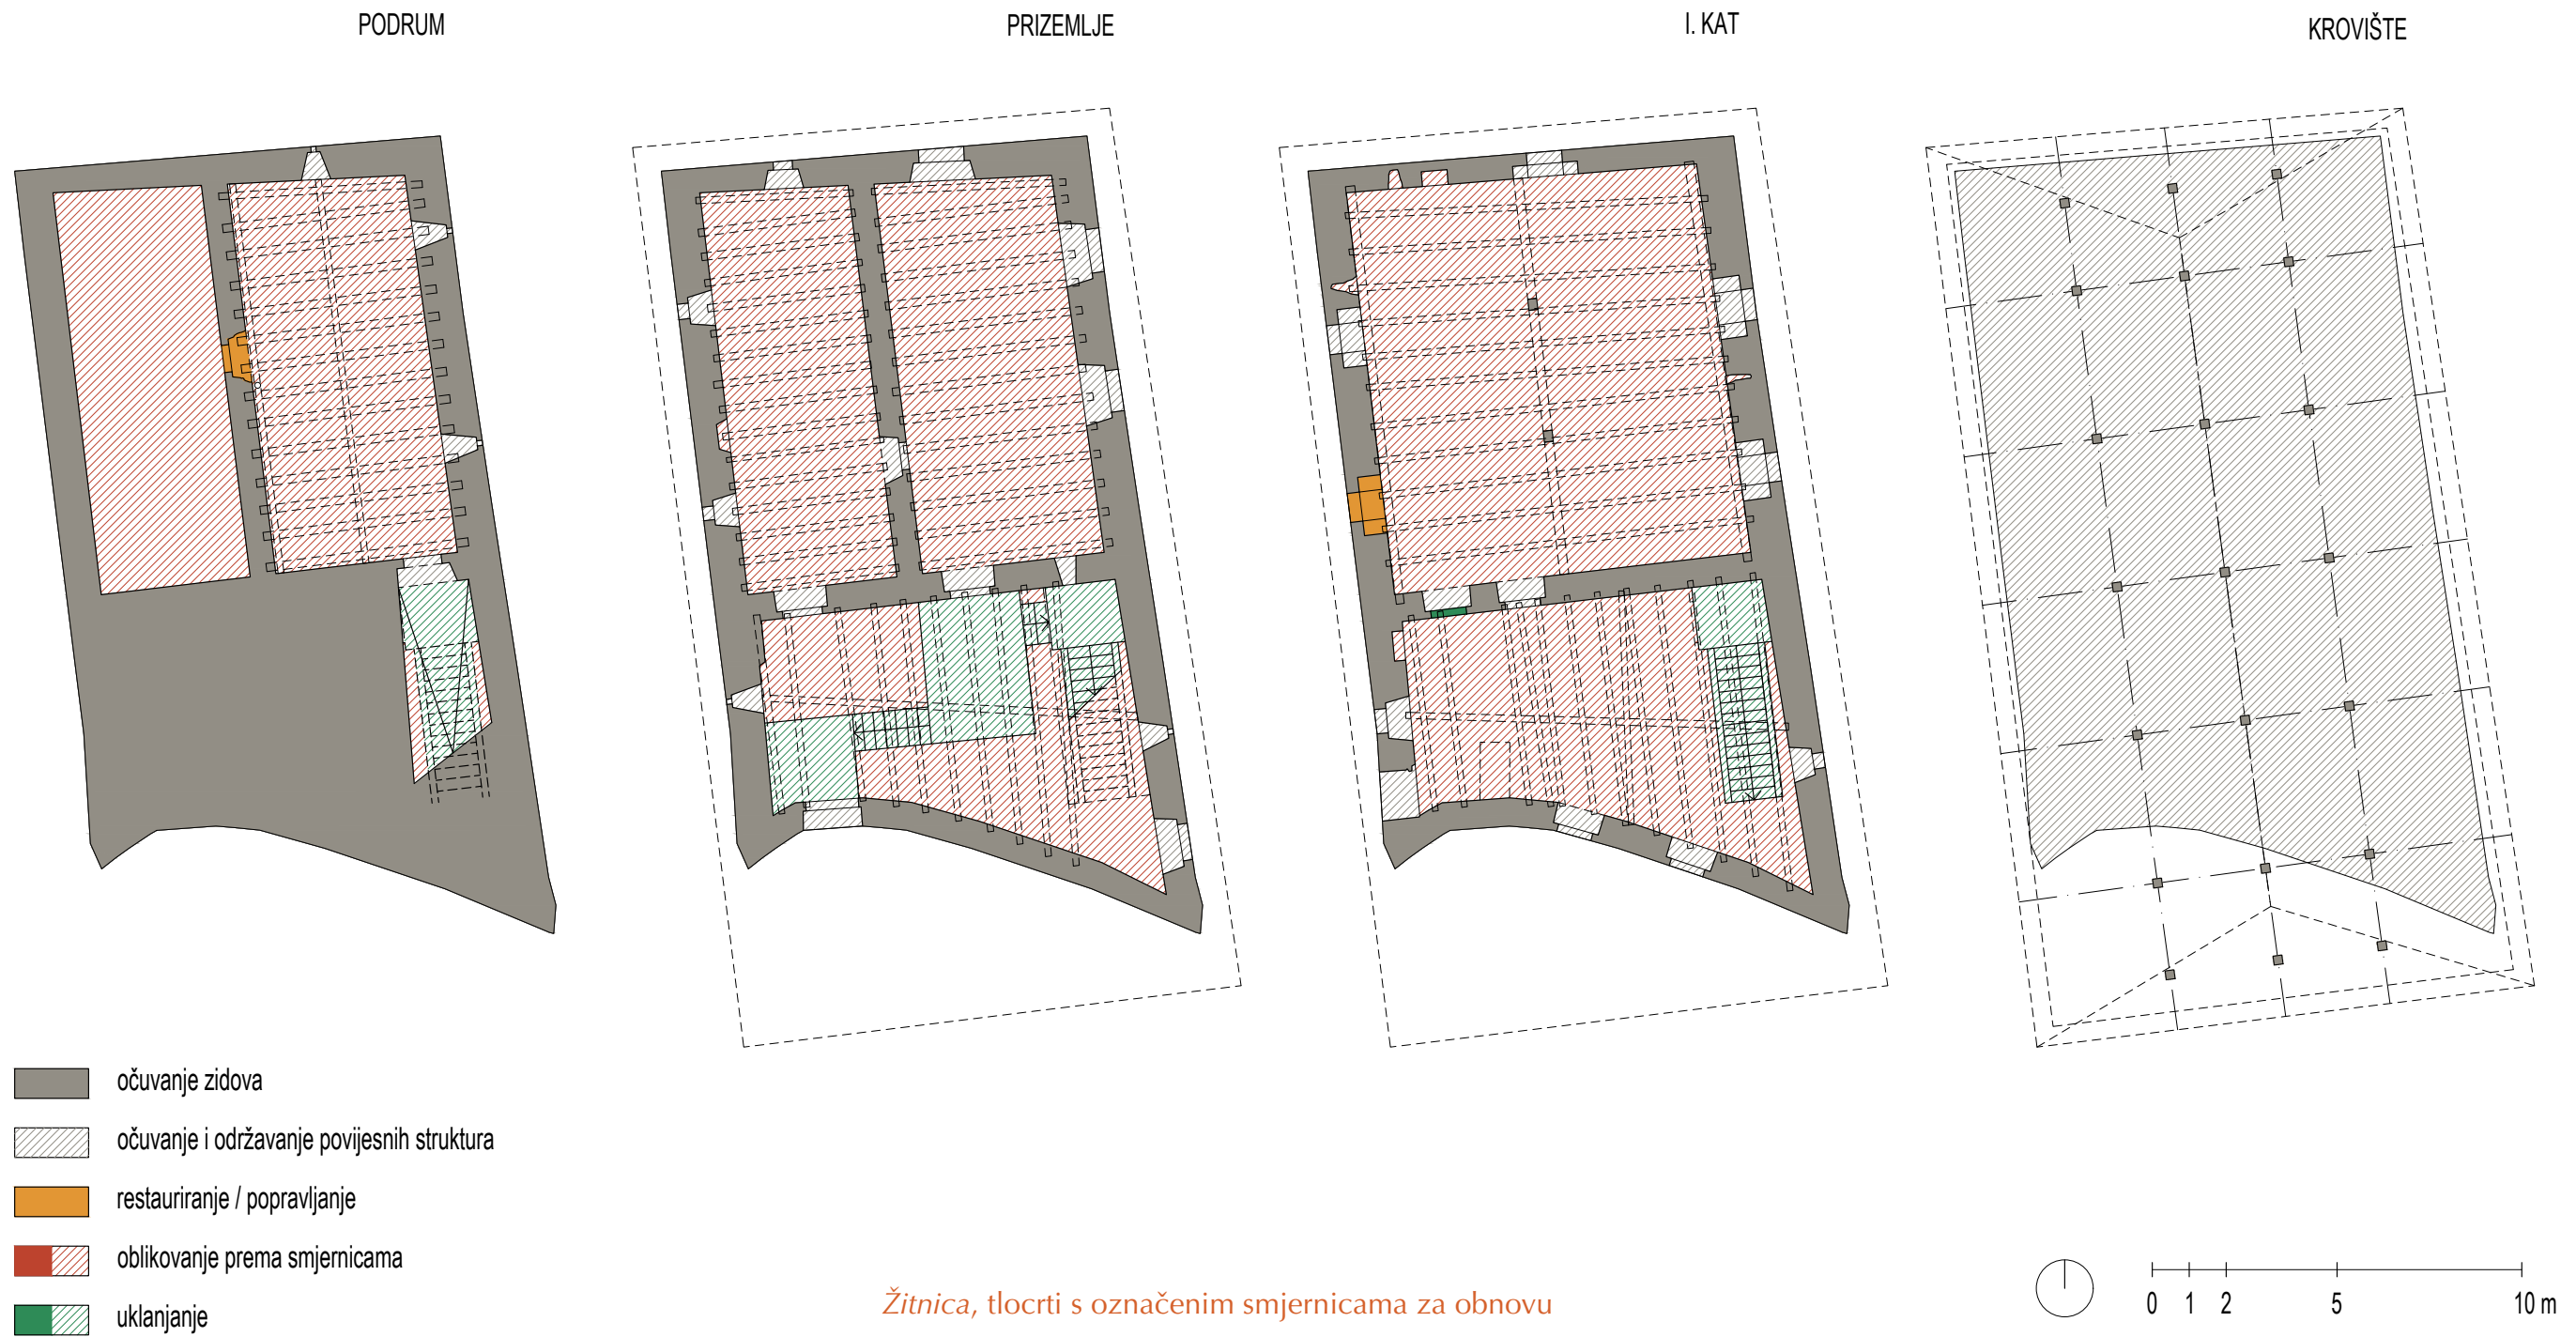 PODRUM
PRIZEMLJE
I. KAT
KROVIŠTE
očuvanje zidova
očuvanje i održavanje povijesnih struktura
restauriranje / popravljanje
oblikovanje prema smjernicama
uklanjanje
Žitnica, tlocrti s označenim smjernicama za obnovu
0 1 2 5 10 m